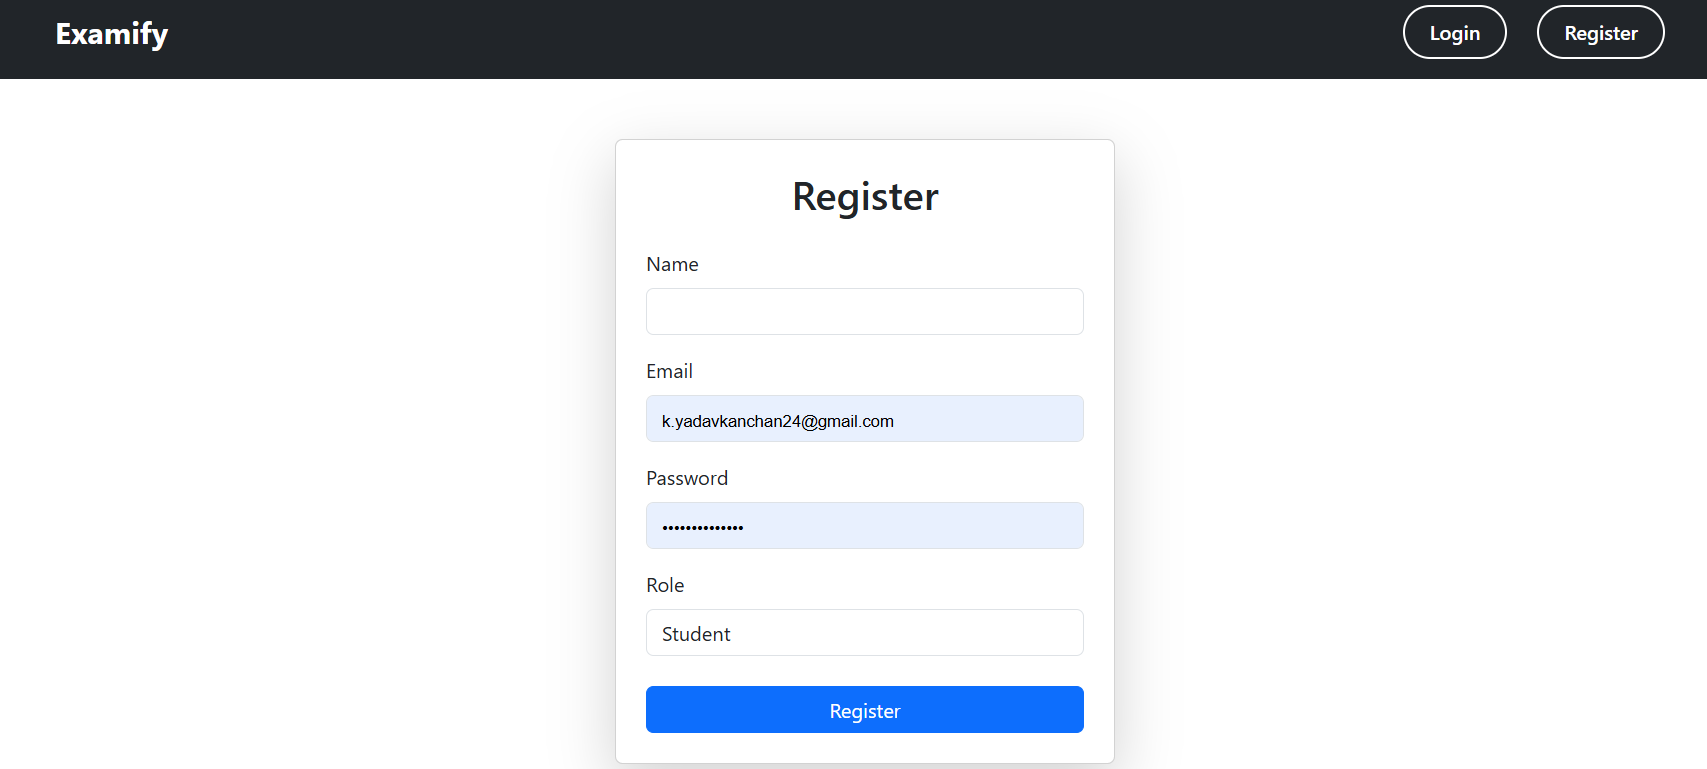 Examify
Login
Register
Register
Name
Email
k.yadavkanchan24@gmail.com
Password
••••••••••••••
Role
Student
Register